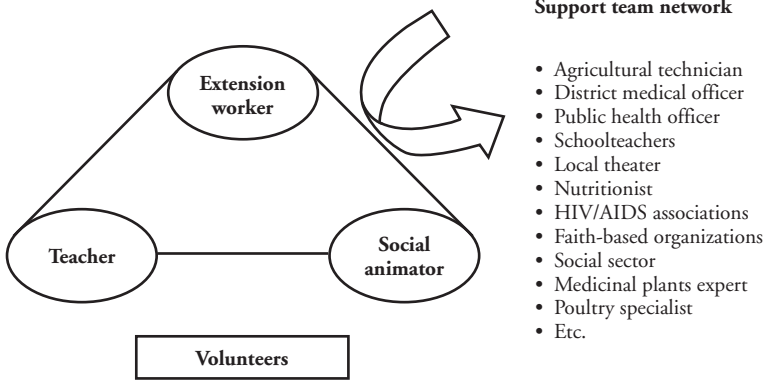 Support team network
Extension
worker
Teacher
Social
animator
Volunteers
• Agricultural technician
• District medical officer
• Public health officer
• Schoolteachers
• Local theater
• Nutritionist
• HIV/AIDS associations
• Faith-based organizations
• Social sector
• Medicinal plants expert
• Poultry specialist
• Etc.